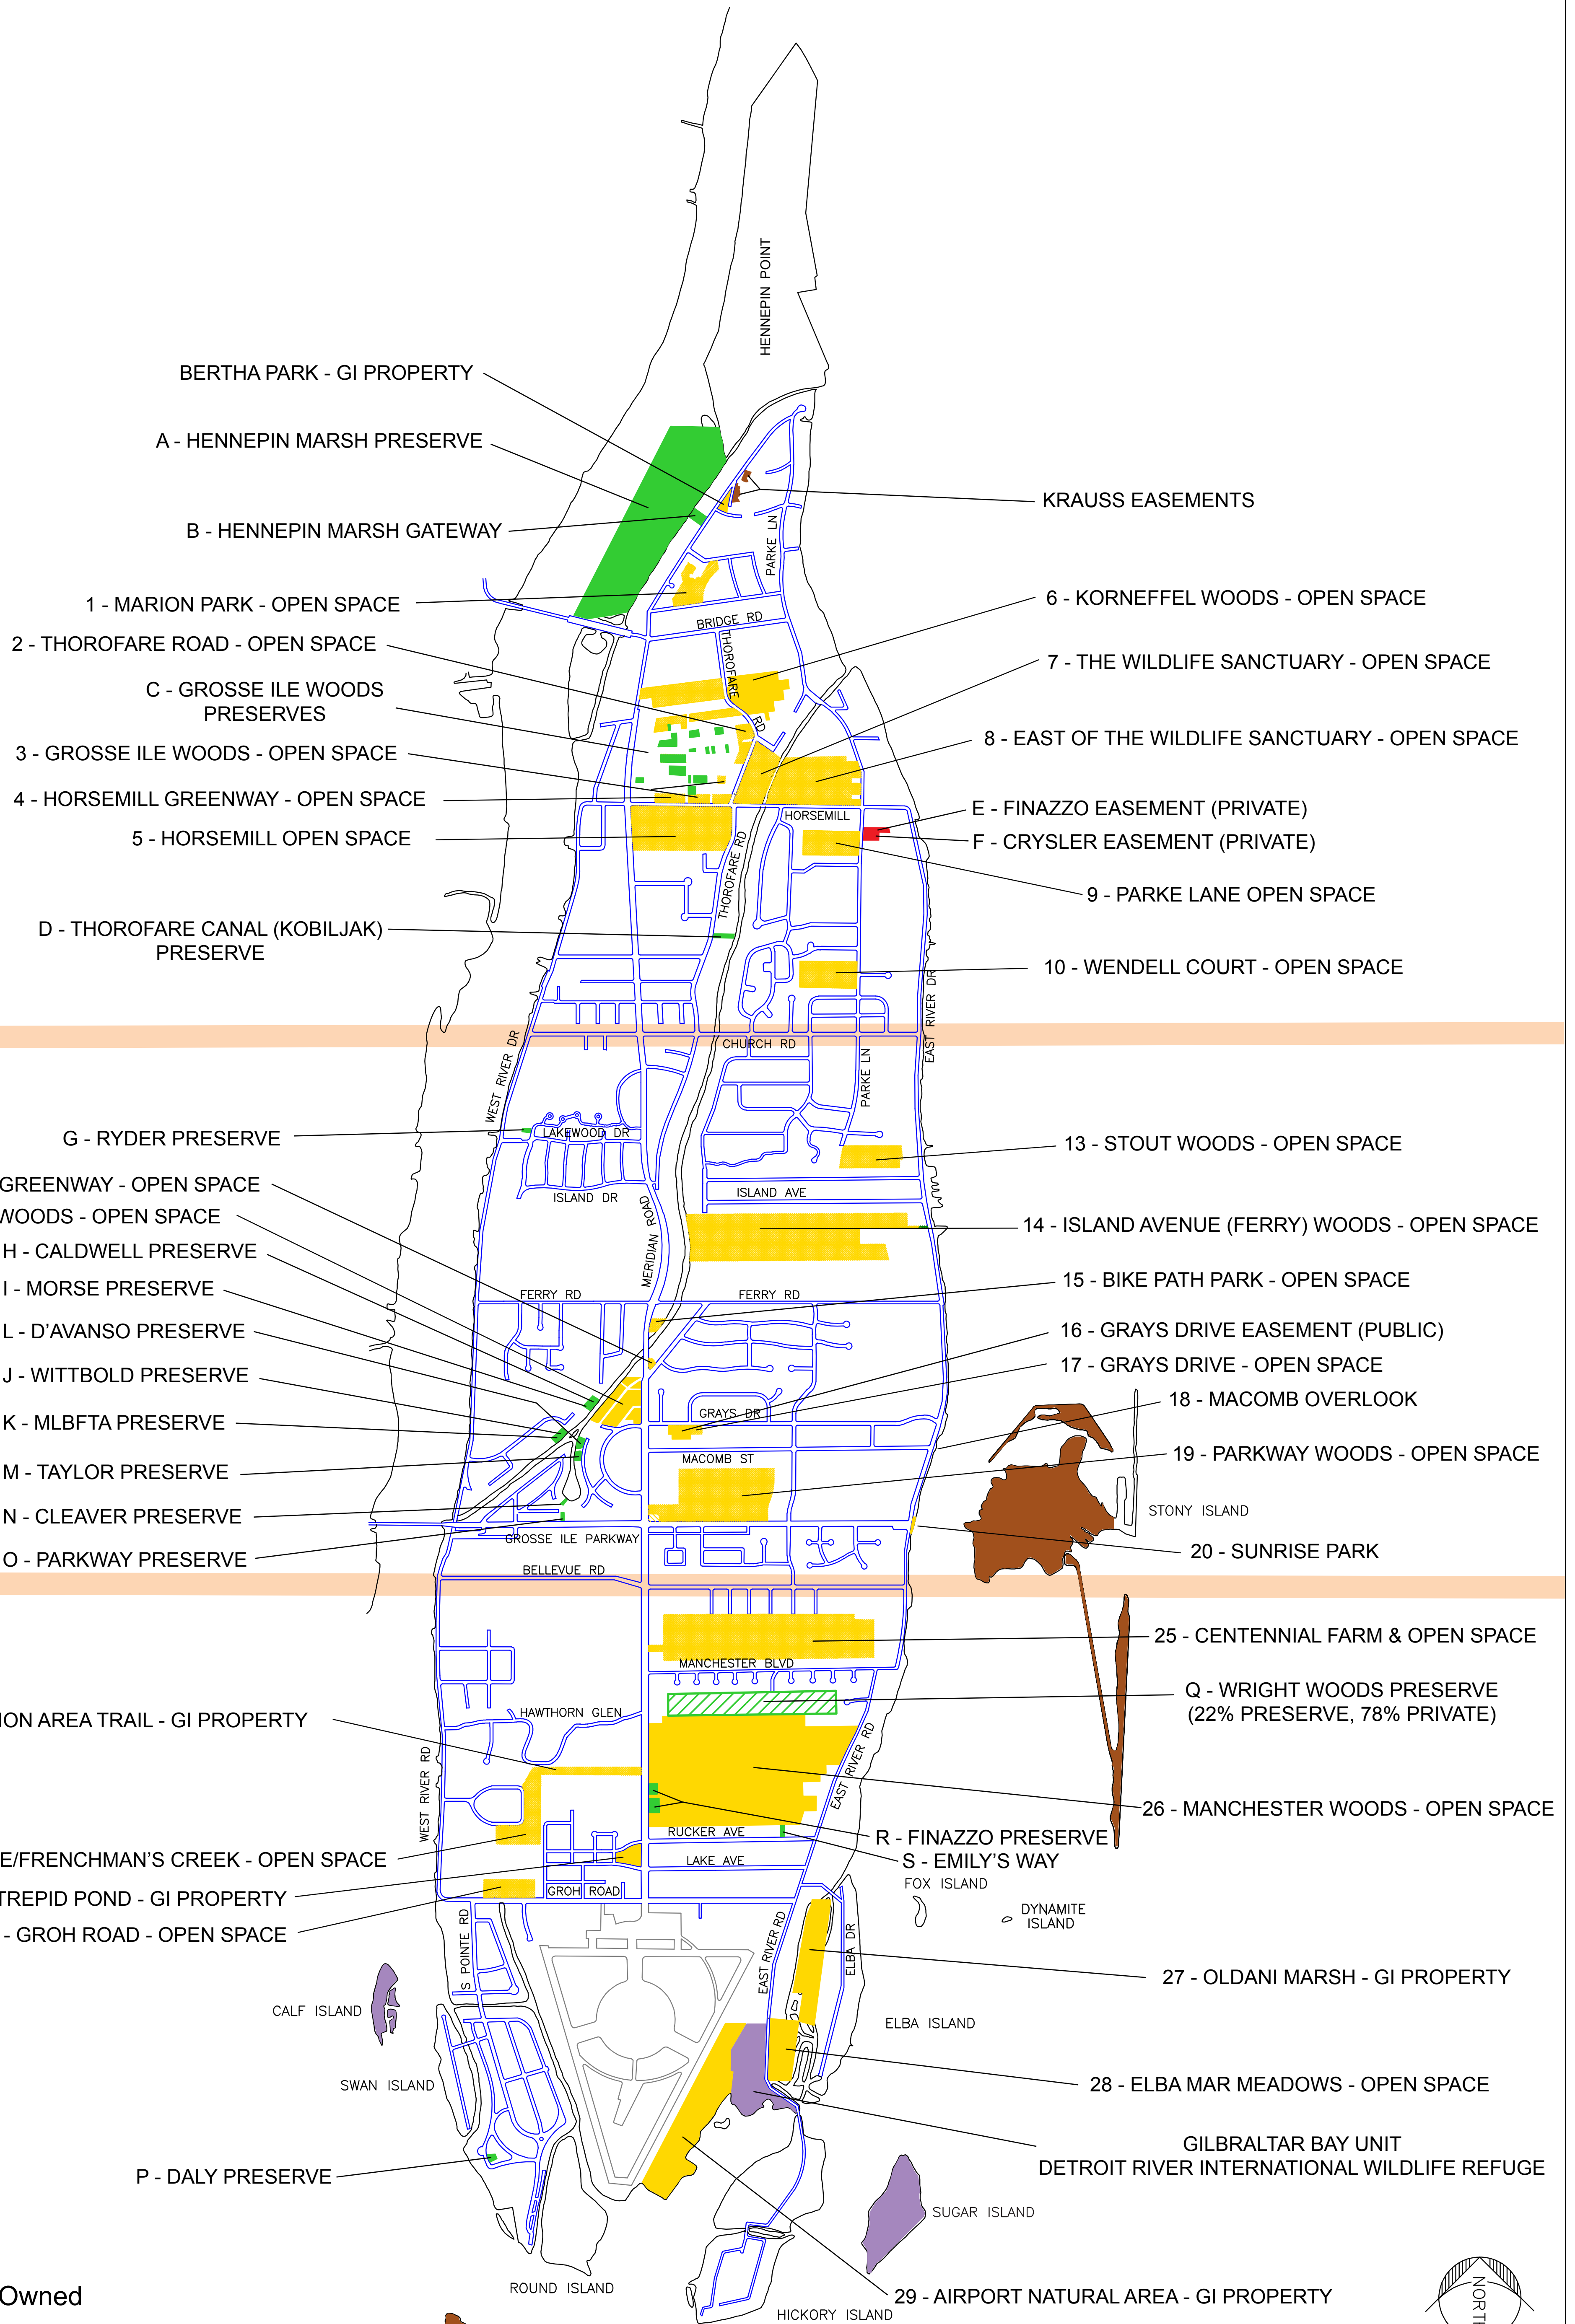 HENNEPIN POINT
BERTHA PARK - GI PROPERTY
A - HENNEPIN MARSH PRESERVE
KRAUSS EASEMENTS
B - HENNEPIN MARSH GATEWAY
PARKE LN
1 - MARION PARK - OPEN SPACE
6 - KORNEFFEL WOODS - OPEN SPACE
BRIDGE RD
2 - THOROFARE ROAD - OPEN SPACE
THOROFARE RD
7 - THE WILDLIFE SANCTUARY - OPEN SPACE
C - GROSSE ILE WOODS
PRESERVES
8 - EAST OF THE WILDLIFE SANCTUARY - OPEN SPACE
3 - GROSSE ILE WOODS - OPEN SPACE
4 - HORSEMILL GREENWAY - OPEN SPACE
E - FINAZZO EASEMENT (PRIVATE)
HORSEMILL
5 - HORSEMILL OPEN SPACE
F - CRYSLER EASEMENT (PRIVATE)
THOROFARE RD
9 - PARKE LANE OPEN SPACE
D - THOROFARE CANAL (KOBILJAK)
PRESERVE
10 - WENDELL COURT - OPEN SPACE
EAST RIVER DR
CHURCH RD
WEST RIVER DR
PARKE LN
G - RYDER PRESERVE
LAKEWOOD DR
13 - STOUT WOODS - OPEN SPACE
GREENWAY - OPEN SPACE
ISLAND DR
ISLAND AVE
WOODS - OPEN SPACE
14 - ISLAND AVENUE (FERRY) WOODS - OPEN SPACE
MERIDIAN ROAD
H - CALDWELL PRESERVE
15 - BIKE PATH PARK - OPEN SPACE
I - MORSE PRESERVE
FERRY RD
FERRY RD
L - D'AVANSO PRESERVE
16 - GRAYS DRIVE EASEMENT (PUBLIC)
17 - GRAYS DRIVE - OPEN SPACE
J - WITTBOLD PRESERVE
18 - MACOMB OVERLOOK
GRAYS DR
K - MLBFTA PRESERVE
19 - PARKWAY WOODS - OPEN SPACE
MACOMB ST
M - TAYLOR PRESERVE
STONY ISLAND
N - CLEAVER PRESERVE
GROSSE ILE PARKWAY
20 - SUNRISE PARK
O - PARKWAY PRESERVE
BELLEVUE RD
25 - CENTENNIAL FARM & OPEN SPACE
MANCHESTER BLVD
Q - WRIGHT WOODS PRESERVE
(22% PRESERVE, 78% PRIVATE)
HAWTHORN GLEN
ION AREA TRAIL - GI PROPERTY
WEST RIVER RD
EAST RIVER RD
26 - MANCHESTER WOODS - OPEN SPACE
RUCKER AVE
R - FINAZZO PRESERVE
E/FRENCHMAN'S CREEK - OPEN SPACE
LAKE AVE
S - EMILY'S WAY
FOX ISLAND
TREPID POND - GI PROPERTY
GROH ROAD
DYNAMITE
ISLAND
- GROH ROAD - OPEN SPACE
S POINTE RD
EAST RIVER RD
ELBA DR
27 - OLDANI MARSH - GI PROPERTY
CALF ISLAND
ELBA ISLAND
SWAN ISLAND
28 - ELBA MAR MEADOWS - OPEN SPACE
GILBRALTAR BAY UNIT
DETROIT RIVER INTERNATIONAL WILDLIFE REFUGE
P - DALY PRESERVE
SUGAR ISLAND
ROUND ISLAND
29 - AIRPORT NATURAL AREA - GI PROPERTY
Owned
HICKORY ISLAND
NORTH